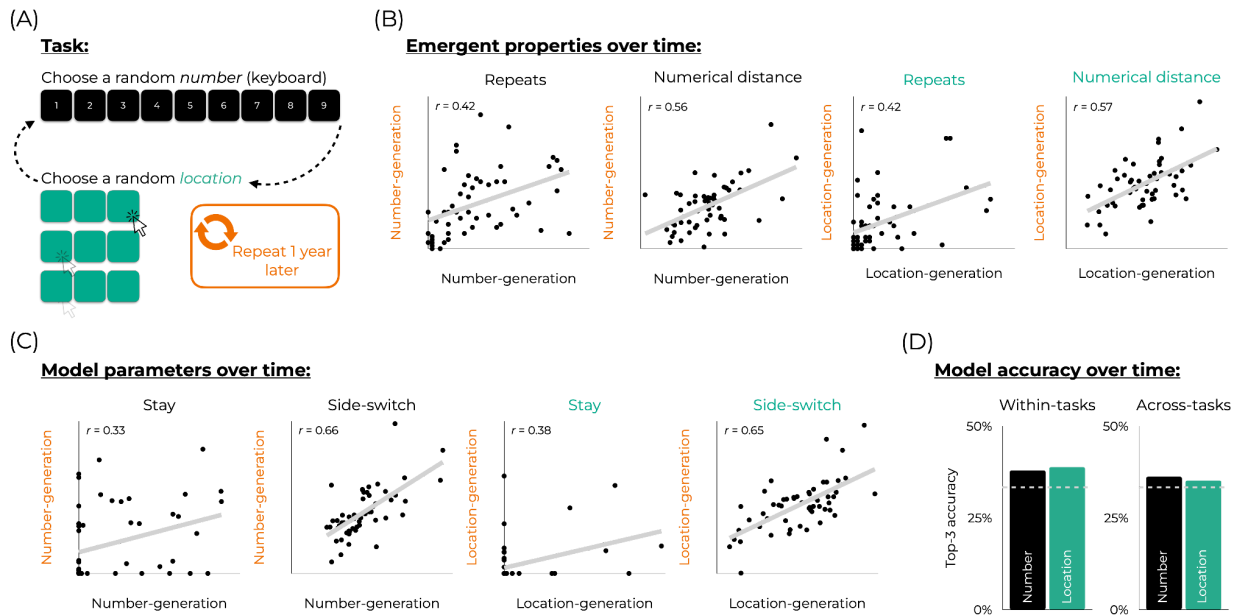 (A)
Task:
Choose a random number (keyboard)
1 2 3 4 5 6 7 8 9
Choose a random location
Repeat 1 year
later
(B)
Emergent properties over time:
Repeats
r = 0.42
Number-generation
Number-generation
Numerical distance
r = 0.56
Number-generation
Number-generation
Repeats
r = 0.42
Location-generation
Location-generation
Numerical distance
r = 0.57
Location-generation
Location-generation
(C)
Model parameters over time:
Stay
r = 0.33
Number-generation
Number-generation
Side-switch
r = 0.66
Number-generation
Number-generation
Stay
r = 0.38
Location-generation
Location-generation
Side-switch
r = 0.65
Location-generation
Location-generation
(D)
Model accuracy over time:
Within-tasks
Top-3 accuracy
50%
25%
0%
Number
Location
Across-tasks
50%
25%
0%
Number
Location